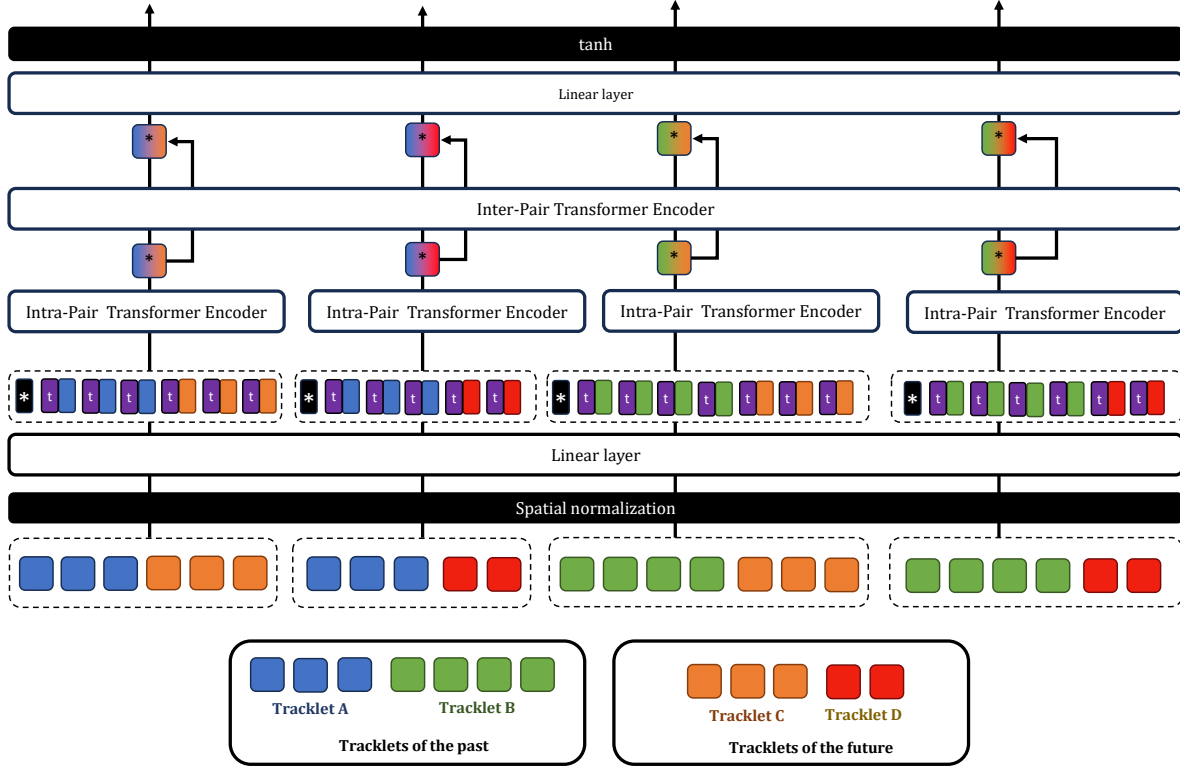 tanh
Linear layer
* * * *
Inter-Pair Transformer Encoder
* * * *
Intra-Pair Transformer Encoder Intra-Pair Transformer Encoder Intra-Pair Transformer Encoder Intra-Pair Transformer Encoder
* t t t t t t * t t t t t * t t t t t t t * t t t t t t
Linear layer
Spatial normalization
Tracklet A Tracklet B
Tracklets of the past
Tracklet C Tracklet D
Tracklets of the future